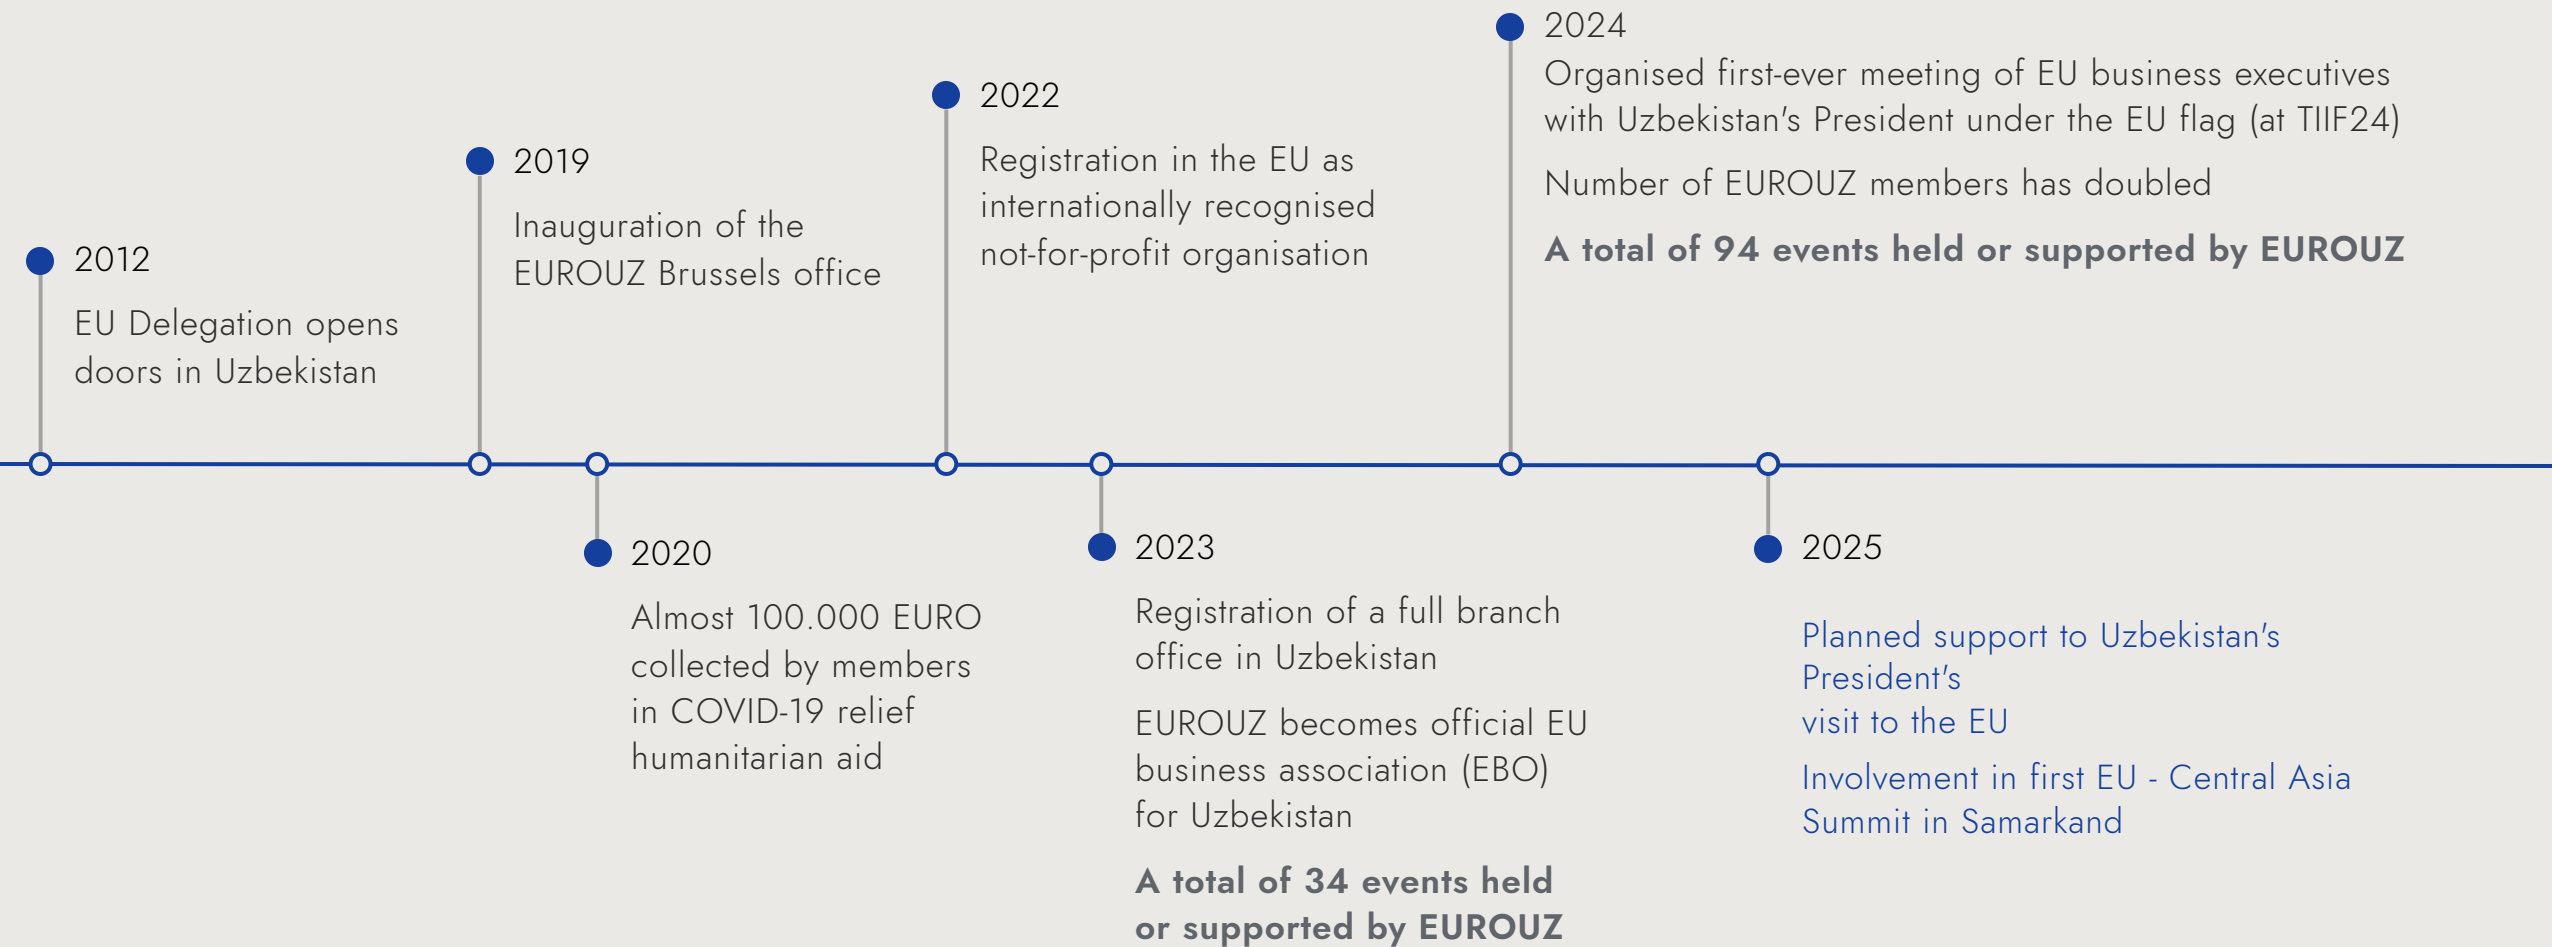 2012
EU Delegation opens
doors in Uzbekistan
2019
Inauguration of the
EUROUZ Brussels office
2020
Almost 100.000 EURO
collected by members
in COVID-19 relief
humanitarian aid
2022
Registration in the EU as
internationally recognised
not-for-profit organisation
2023
Registration of a full branch
office in Uzbekistan
EUROUZ becomes official EU
business association (EBO)
for Uzbekistan
A total of 34 events held
or supported by EUROUZ
2024
Organised first-ever meeting of EU business executives
with Uzbekistan's President under the EU flag (at TIIF24)
Number of EUROUZ members has doubled
A total of 94 events held or supported by EUROUZ
2025
Planned support to Uzbekistan's
President's
visit to the EU
Involvement in first EU - Central Asia
Summit in Samarkand